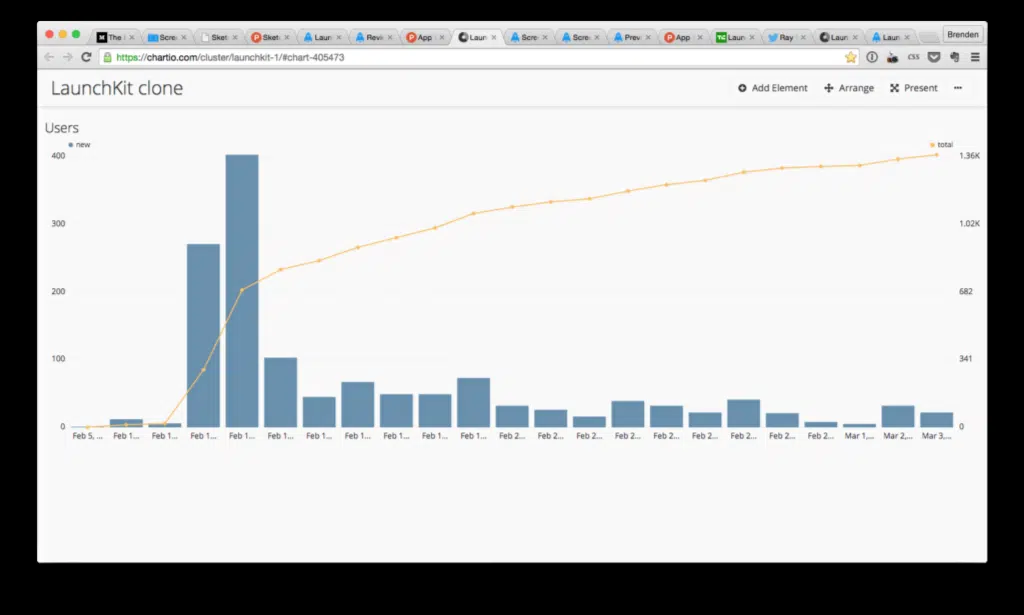 The
Scre
Sket
Sket
Laun
Revi
App
Laun
Scre
Scre
Prev
App
Laun
Ray
Laun
Laun
Brenden
https://chartio.com/cluster/launchkit-1/#chart-405473
css
LaunchKit clone
Add Element
Arrange
Present
Users
new
total
400
1.36K
300
1.02K
200
682
100
341
0
0
Feb 5, ... Feb 1... Feb 1... Feb 1... Feb 1... Feb 1... Feb 1... Feb 1... Feb 1... Feb 1... Feb 1... Feb 2... Feb 2... Feb 2... Feb 2... Feb 2... Feb 2... Feb 2... Feb 2... Feb 2... Mar 1,... Mar 2,... Mar 3,...